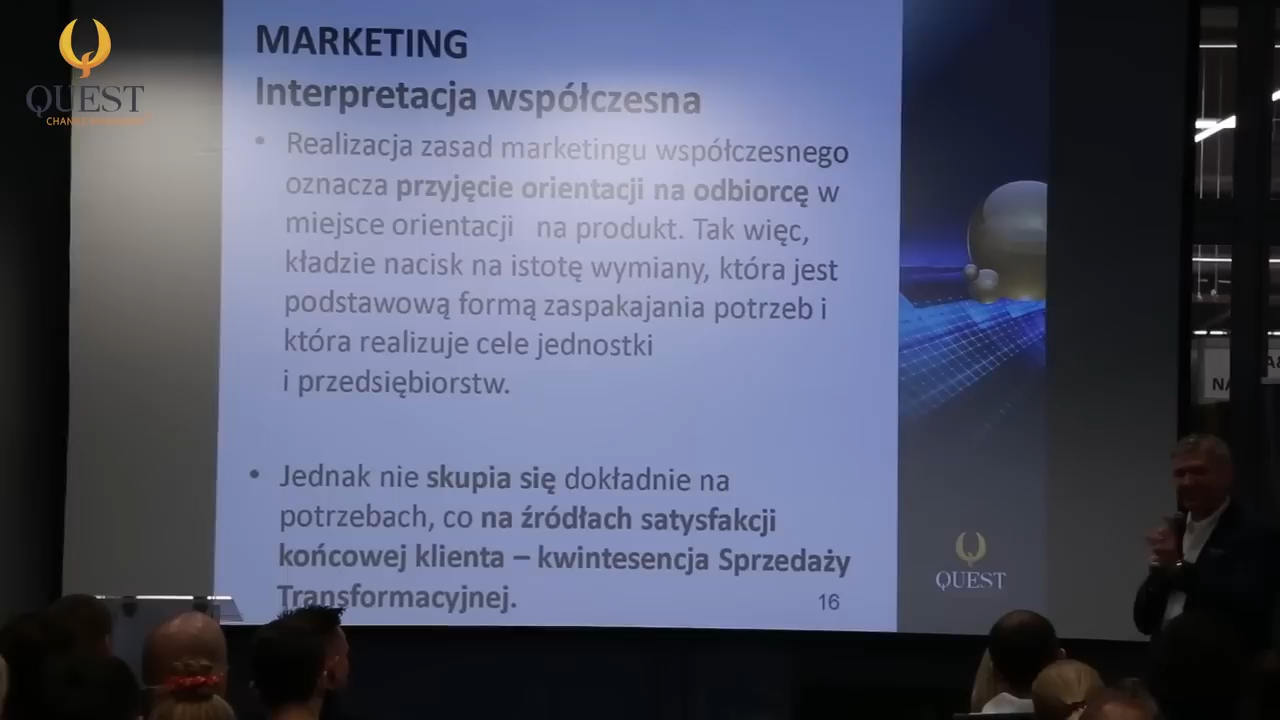 QUEST
MARKETING
Interpretacja współczesna
• Realizacja zasad marketingu współczesnego
oznacza przyjęcie orientacji na odbiorcę w
miejsce orientacji na produkt. Tak więc,
kładzie nacisk na istotę wymiany, która jest
podstawową formą zaspakajania potrzeb i
która realizuje cele jednostki
i przedsiębiorstw.
• Jednak nie skupia się dokładnie na
potrzebach, co na źródłach satysfakcji
końcowej klienta – kwintesencja Sprzedaży
Transformacyjnej.
16
QUEST